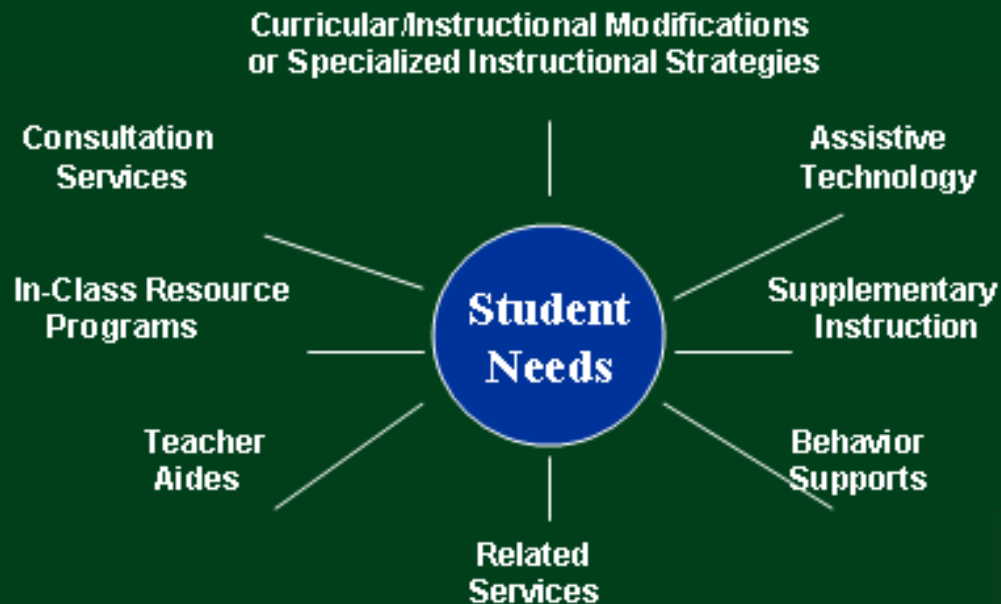 Curricular/Instructional Modifications
or Specialized Instructional Strategies
Consultation
Services
Assistive
Technology
In-Class Resource
Programs
Student
Needs
Supplementary
Instruction
Teacher
Aides
Behavior
Supports
Related
Services